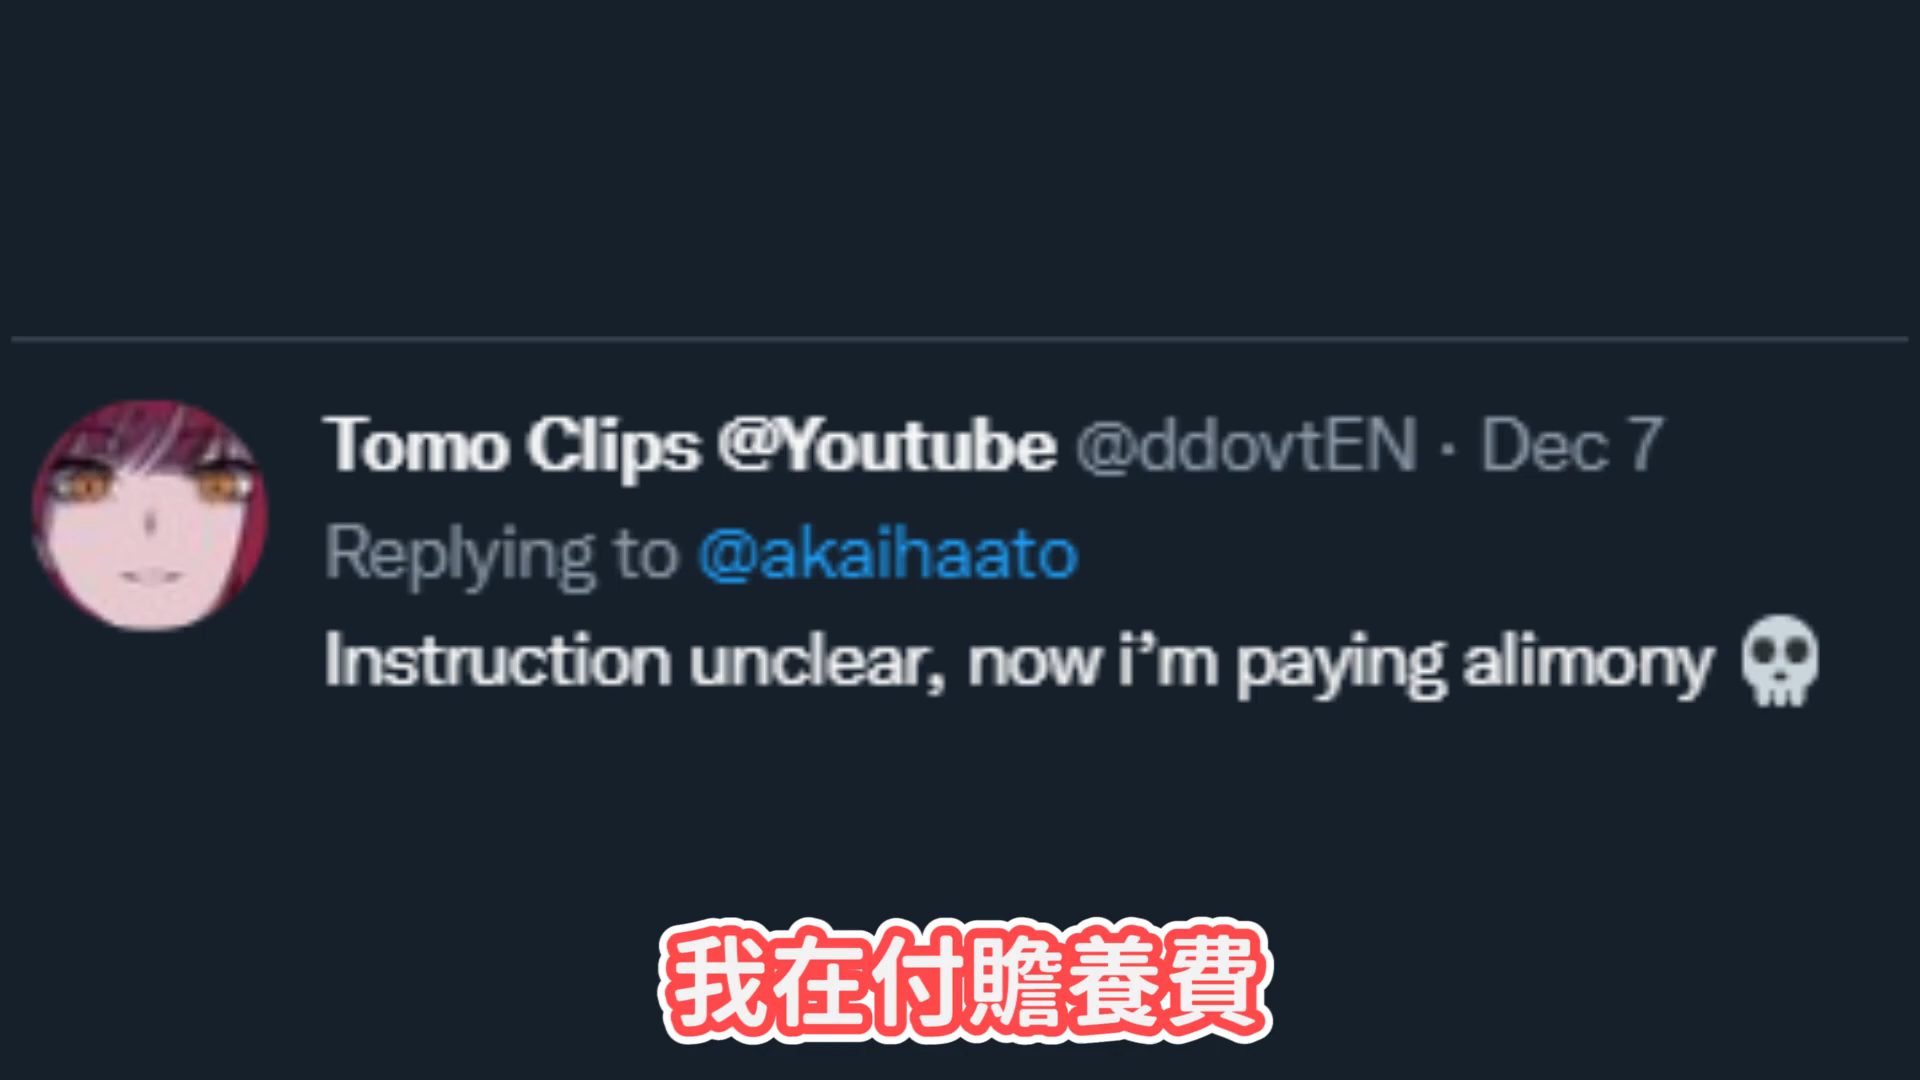 Tomo Clips @Youtube @ddovtEN · Dec 7
Replying to @akaihaato
Instruction unclear, now i’m paying alimony 💀
我在付贍養費